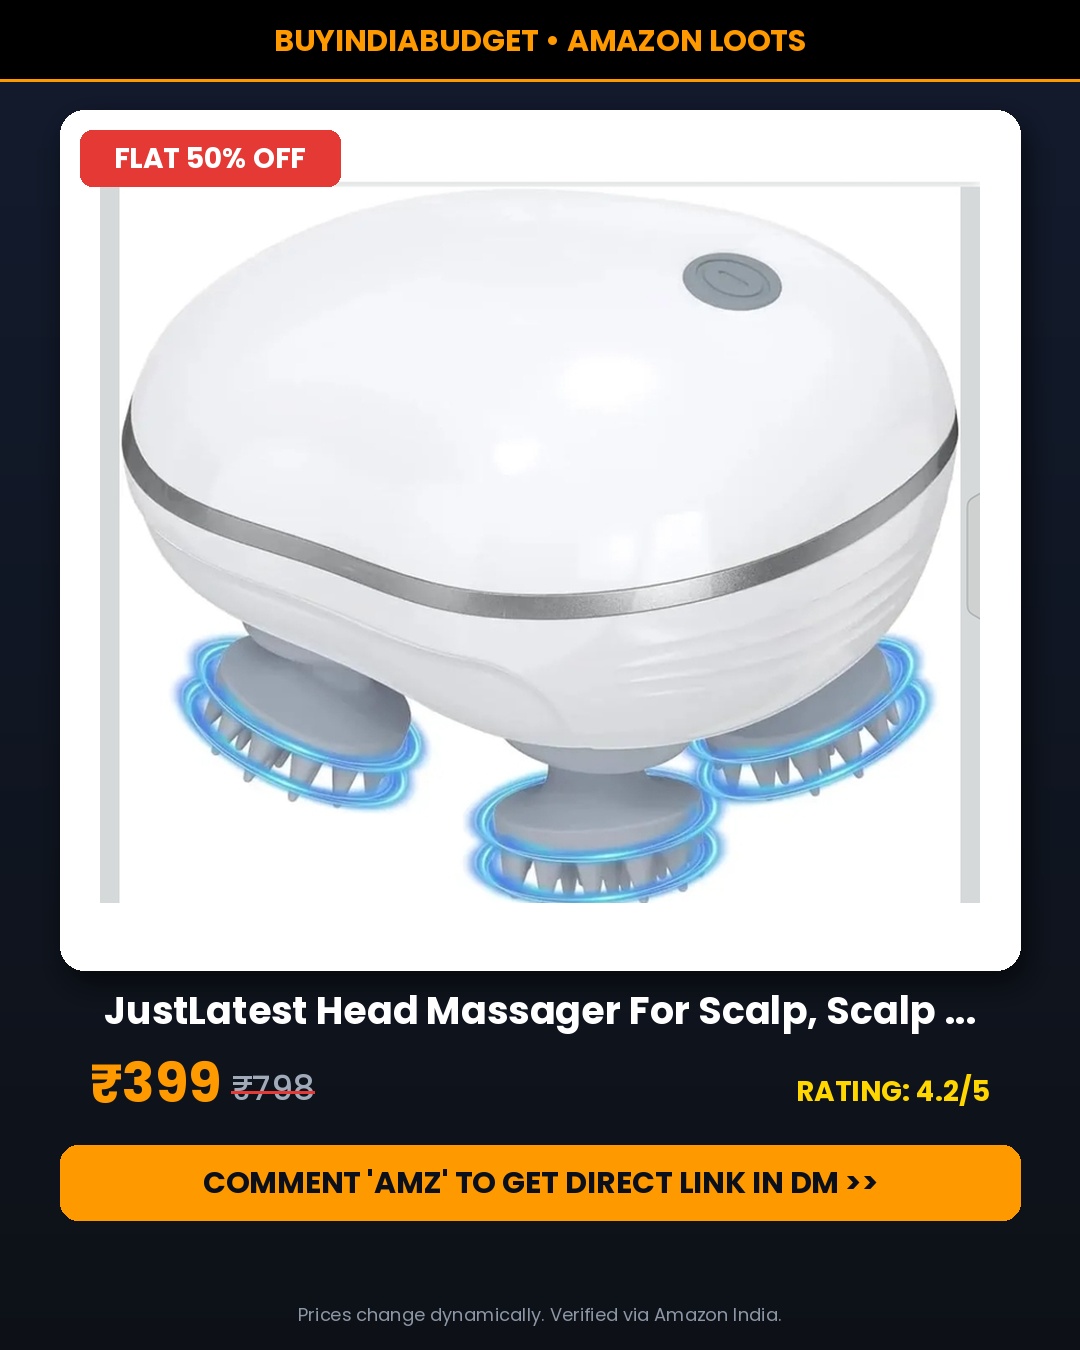 BUYINDIABUDGET • AMAZON LOOTS
FLAT 50% OFF
JustLatest Head Massager For Scalp, Scalp ...
₹399 ₹798
RATING: 4.2/5
COMMENT 'AMZ' TO GET DIRECT LINK IN DM >>
Prices change dynamically. Verified via Amazon India.